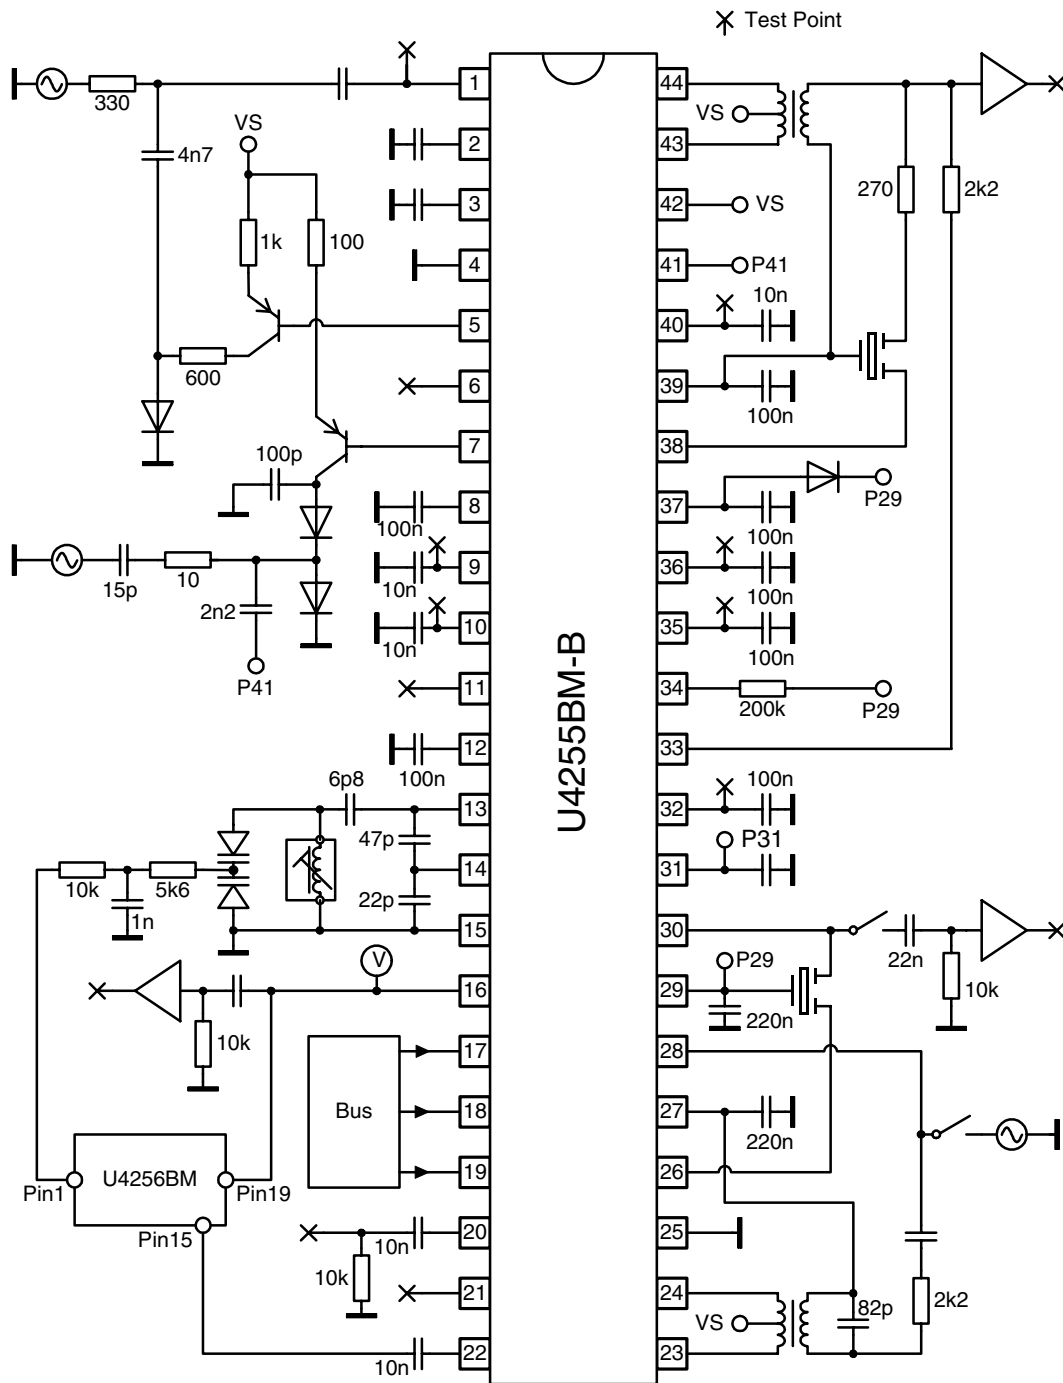 Test Point
1
44
330
VS
VS
2
43
4n7
3
42
VS
270
2k2
1k
100
4
41
P41
10n
5
40
600
6
39
100n
7
38
100p
8
37
P29
100n
100n
9
36
15p
10
10n
100n
2n2
10
35
10n
100n
P41
U4255BM-B
11
34
200k
P29
12
33
100n
6p8
100n
13
32
47p
P31
10k
5k6
14
31
1n
22p
15
30
22n
V
P29
16
29
10k
10k
220n
17
28
Bus
18
27
220n
U4256BM
19
26
Pin1
Pin19
Pin15
20
25
10n
10k
21
24
82p
2k2
VS
22
23
10n